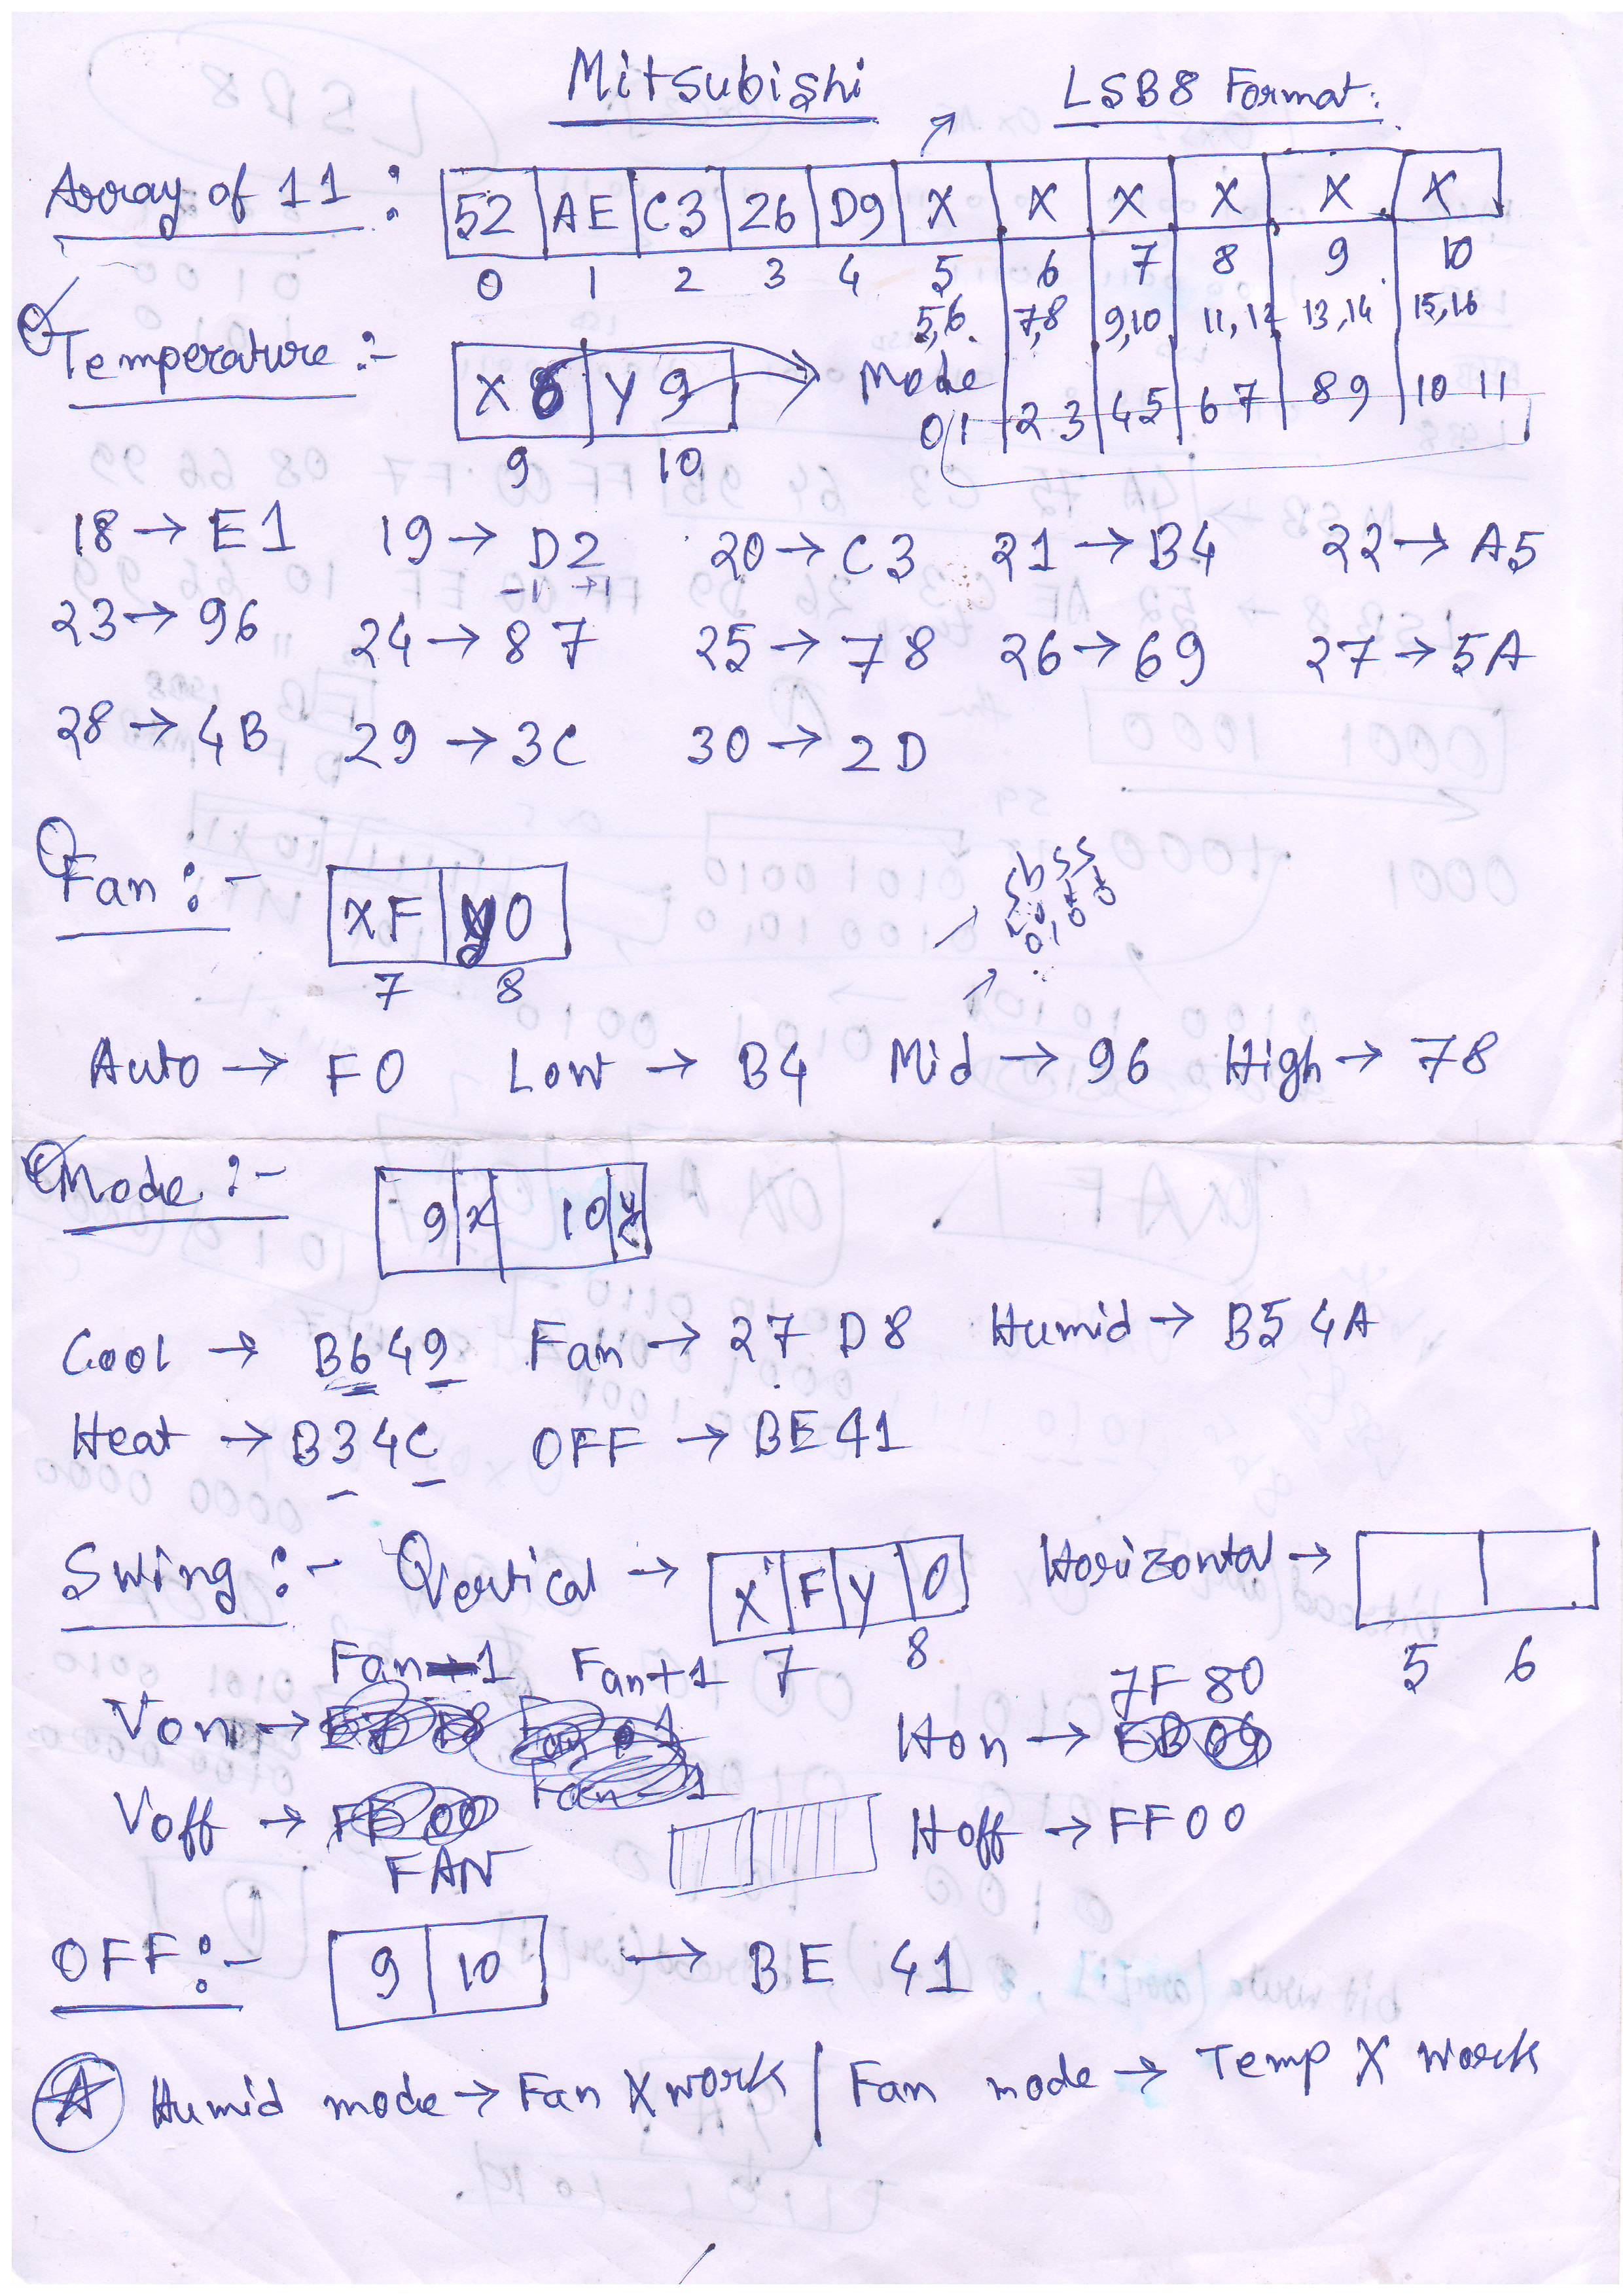 Mitsubishi LSB8 Format:
Array of 11 : 52 AE C3 26 D9 X X X X X X
0 1 2 3 4 5 6 7 8 9 10
5,6 7,8 9,10 11,12 13,14 15,16
Temperature :- X 6 Y 9 Mode
0 1 2 3 4 5 6 7 8 9 10 11
9 10
18 → E1 19 → D2 20 → C3 21 → B4 22 → A5
-1 +1
23 → 96 24 → 87 25 → 78 26 → 69 27 → 5A
28 → 4B 29 → 3C 30 → 2D
Fan :- XF y0
7 8
Auto → F0 Low → B4 Mid → 96 High → 78
Mode :- 9 x 10 y
Cool → B649 Fan → 27 D8 Humid → B54A
Heat → B34C OFF → BE41
Swing :- Vertical → X F Y 0 Horizontal →
7 8 5 6
Fan-1 Fan+1 7F 80
Von → Hon →
Voff → Hoff → FF00
FAN
OFF :- 9 10 → BE 41
Humid mode → Fan X work | Fan mode → Temp X work